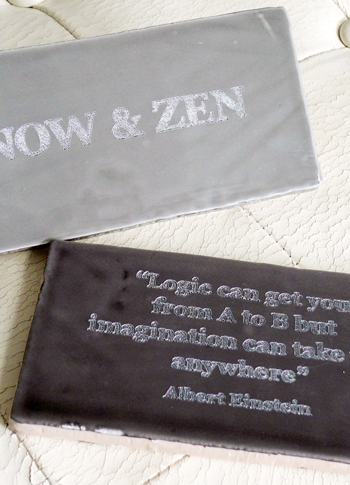 NOW & ZEN
“Logic can get you
from A to B but
imagination can take
anywhere”
Albert Einstein